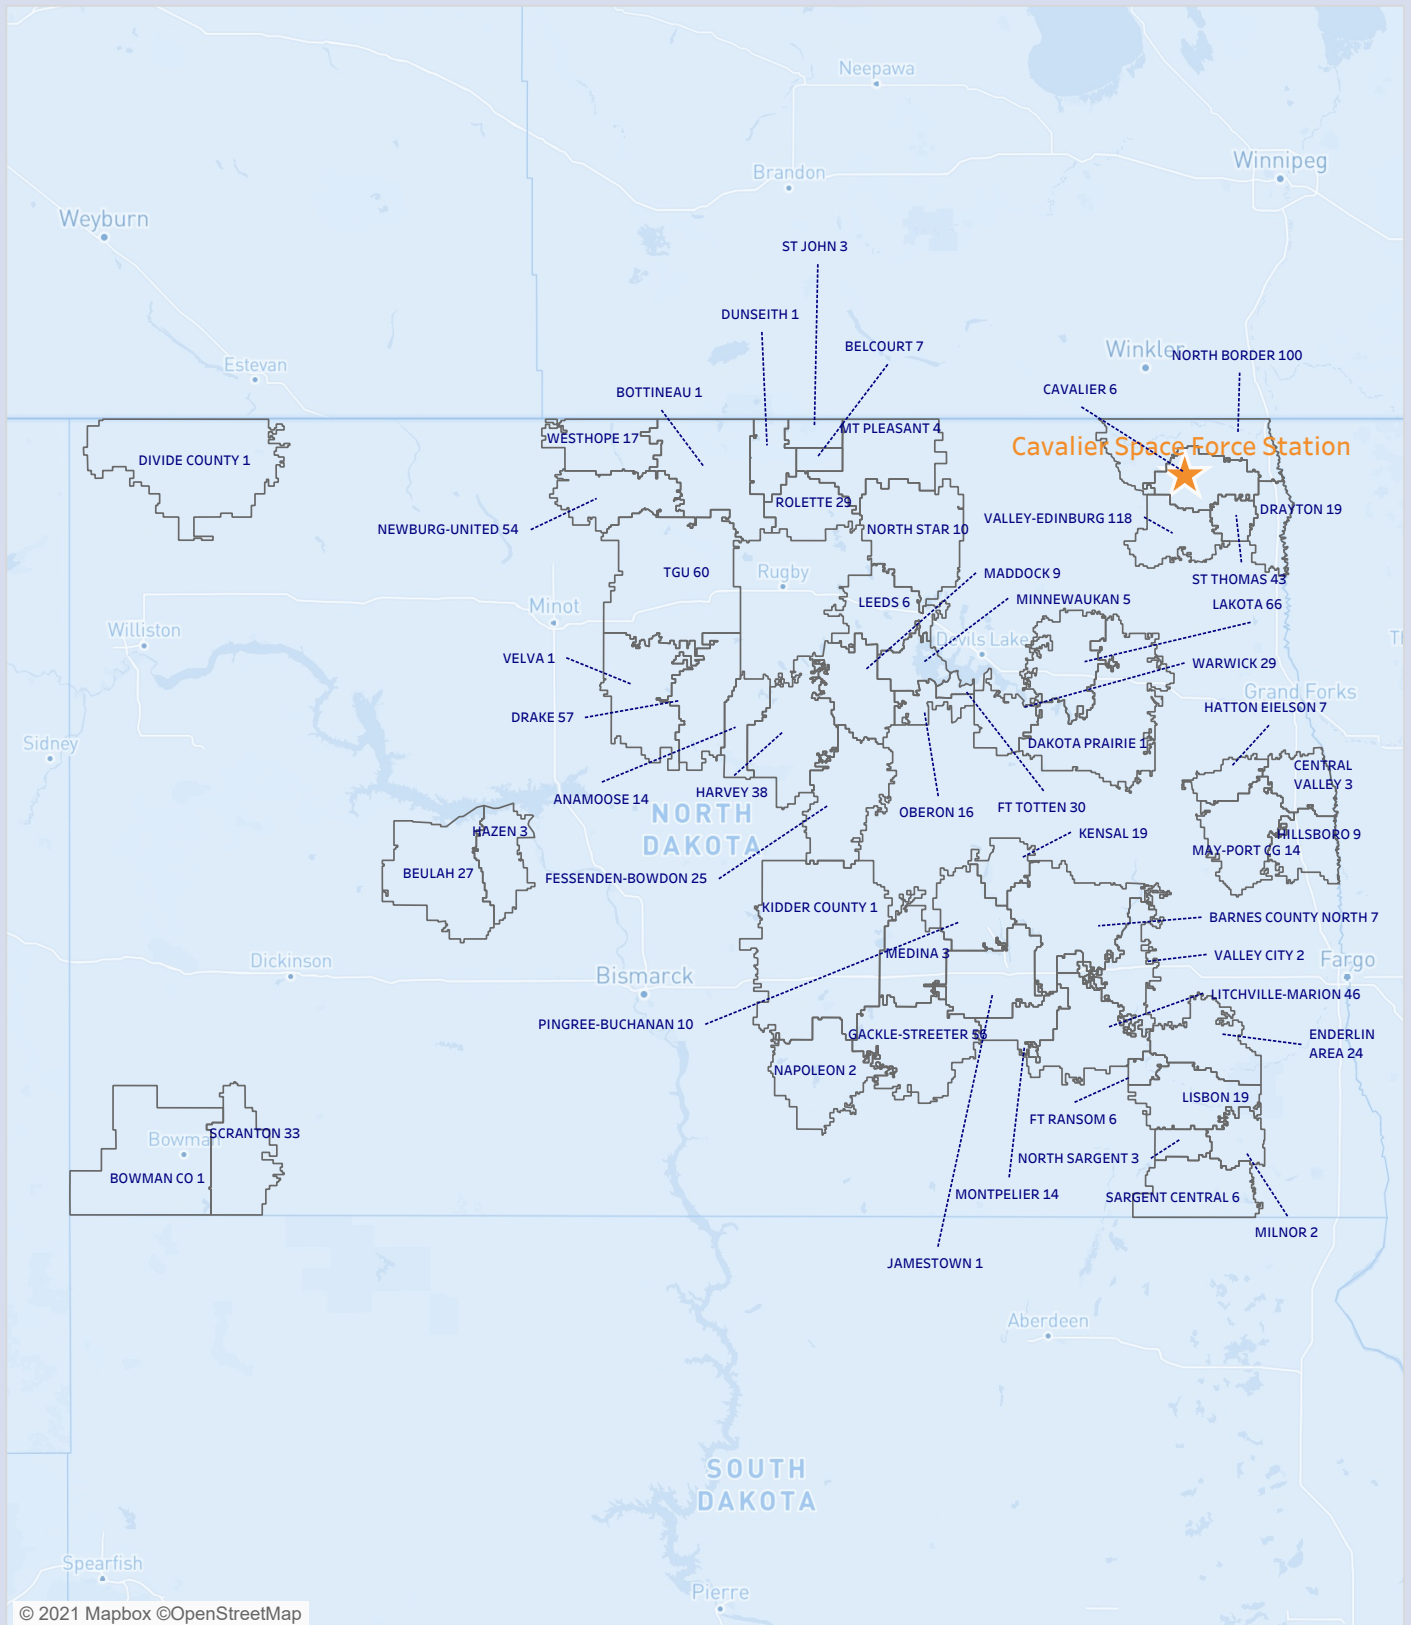 Neepawa
Winnipeg
Brandon
Weyburn
ST JOHN 3
DUNSEITH 1
BELCOURT 7
Winkler
NORTH BORDER 100
Estevan
BOTTINEAU 1
CAVALIER 6
WESTHOPE 17
MT PLEASANT 4
Cavalier Space Force Station
DIVIDE COUNTY 1
ROLETTE 29
DRAYTON 19
NEWBURG-UNITED 54
NORTH STAR 10
VALLEY-EDINBURG 118
TGU 60
Rugby
MADDOCK 9
ST THOMAS 43
Minot
LEEDS 6
MINNEWAUKAN 5
LAKOTA 66
Williston
Devils Lake
VELVA 1
WARWICK 29
Grand Forks
HATTON EIELSON 7
DRAKE 57
Sidney
DAKOTA PRAIRIE 1
CENTRAL
VALLEY 3
ANAMOOSE 14
HARVEY 38
OBERON 16
FT TOTTEN 30
NORTH
DAKOTA
HAZEN 3
KENSAL 19
HILLSBORO 9
MAY-PORT CG 14
BEULAH 27
FESSENDEN-BOWDON 25
KIDDER COUNTY 1
BARNES COUNTY NORTH 7
MEDINA 3
VALLEY CITY 2
Dickinson
Fargo
Bismarck
LITCHVILLE-MARION 46
PINGREE-BUCHANAN 10
GACKLE-STREETER 56
ENDERLIN
AREA 24
NAPOLEON 2
LISBON 19
FT RANSOM 6
SCRANTON 33
Bowman
NORTH SARGENT 3
BOWMAN CO 1
MONTPELIER 14
SARGENT CENTRAL 6
MILNOR 2
JAMESTOWN 1
Aberdeen
SOUTH
DAKOTA
Spearfish
Pierre
© 2021 Mapbox ©OpenStreetMap